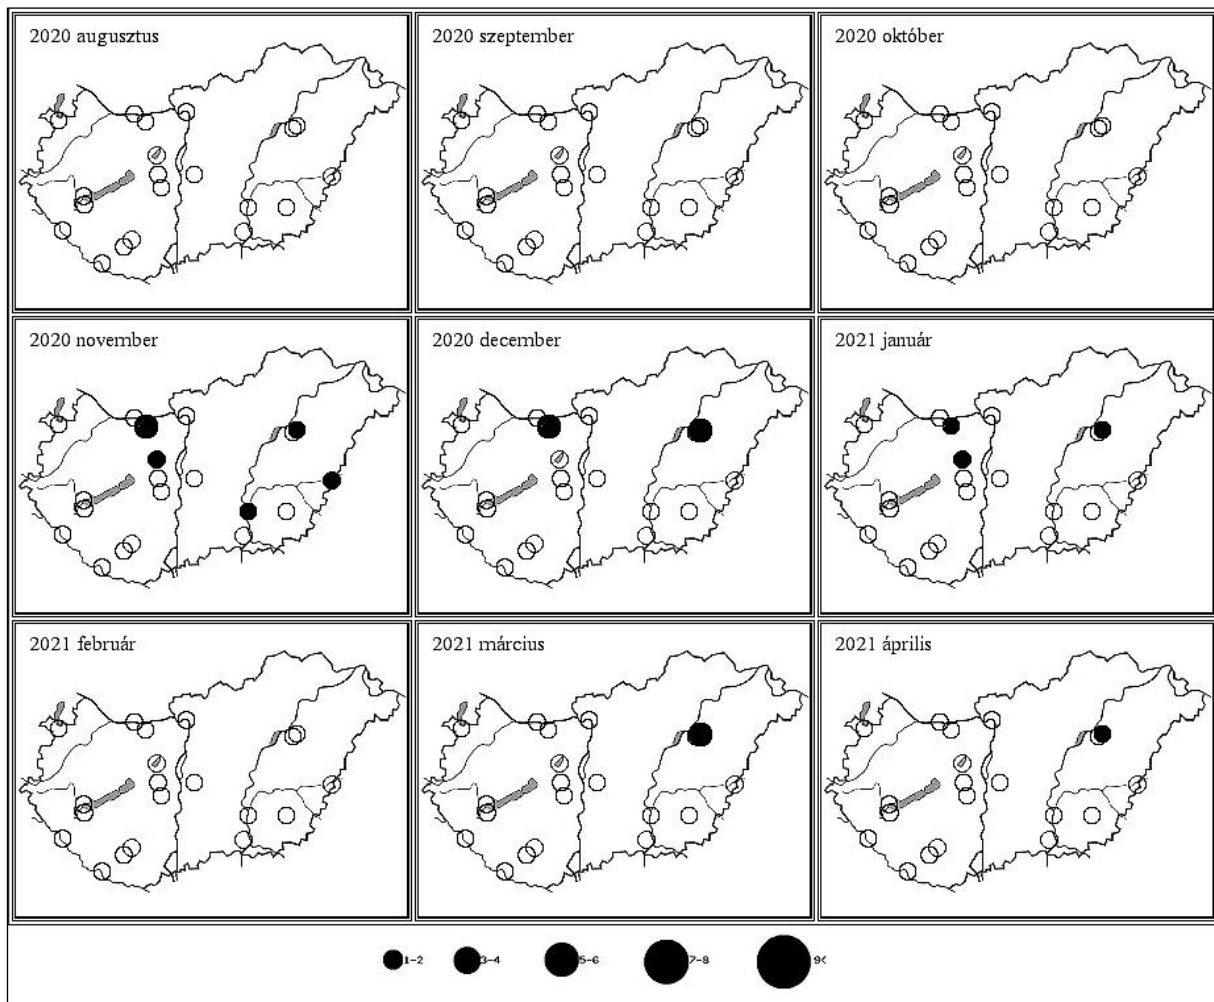 2020 augusztus
2020 szeptember
2020 október
2020 november
2020 december
2021 január
2021 február
2021 március
2021 április
1-2
3-4
5-6
7-8
9<